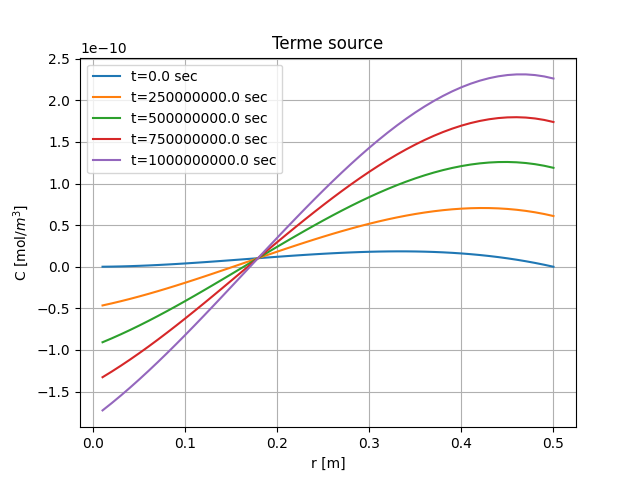 Terme source
1e−10
2.5
2.0
1.5
1.0
0.5
0.0
−0.5
−1.0
−1.5
C [mol/m³]
t=0.0 sec
t=250000000.0 sec
t=500000000.0 sec
t=750000000.0 sec
t=1000000000.0 sec
0.0 0.1 0.2 0.3 0.4 0.5
r [m]